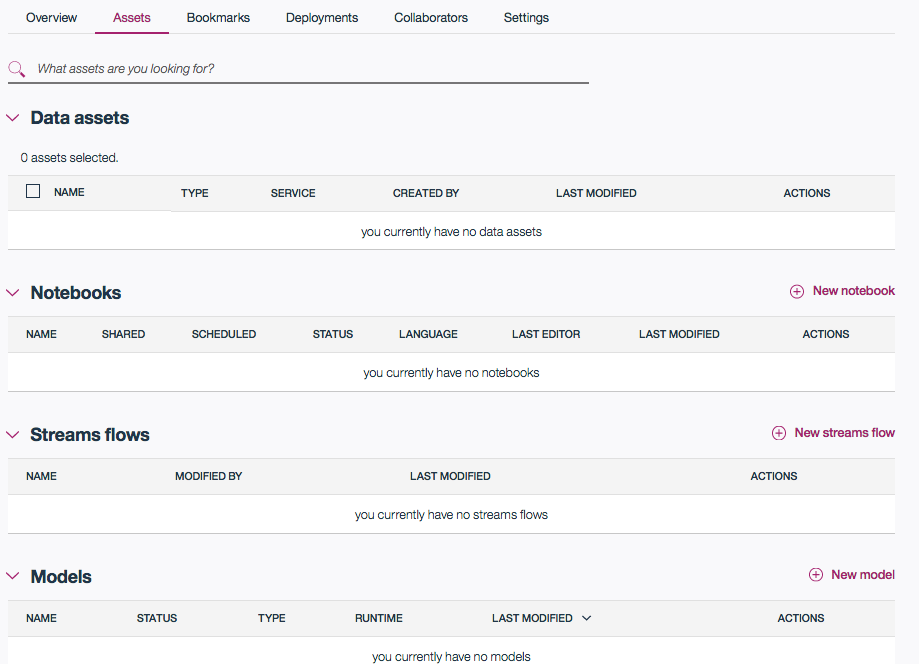 Overview Assets Bookmarks Deployments Collaborators Settings
What assets are you looking for?
Data assets
0 assets selected.
NAME TYPE SERVICE CREATED BY LAST MODIFIED ACTIONS
you currently have no data assets
Notebooks New notebook
NAME SHARED SCHEDULED STATUS LANGUAGE LAST EDITOR LAST MODIFIED ACTIONS
you currently have no notebooks
Streams flows New streams flow
NAME MODIFIED BY LAST MODIFIED ACTIONS
you currently have no streams flows
Models New model
NAME STATUS TYPE RUNTIME LAST MODIFIED ACTIONS
you currently have no models